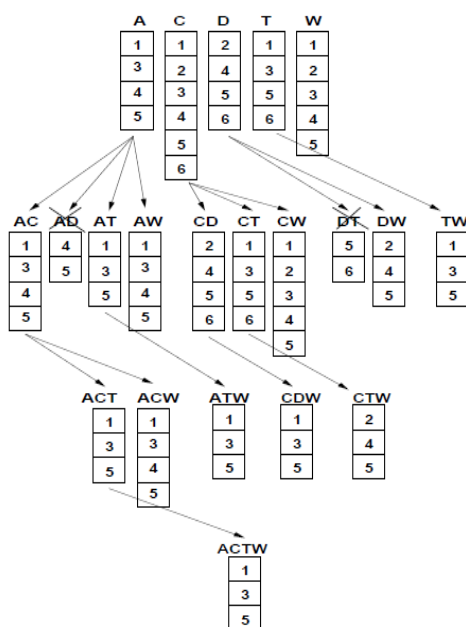 A C D T W
1 1 2 1 1
3 2 4 3 2
4 3 5 5 3
5 4 6 6 4
5 5
6
AC AD AT AW CD CT CW DT DW TW
1 4 1 1 2 1 1 5 2 1
3 5 3 3 4 3 2 6 4 3
4 5 4 5 5 3 5 5
5 5 6 6 4
5
ACT ACW ATW CDW CTW
1 1 1 1 2
3 3 3 3 4
5 4 5 5 5
5
ACTW
1
3
5